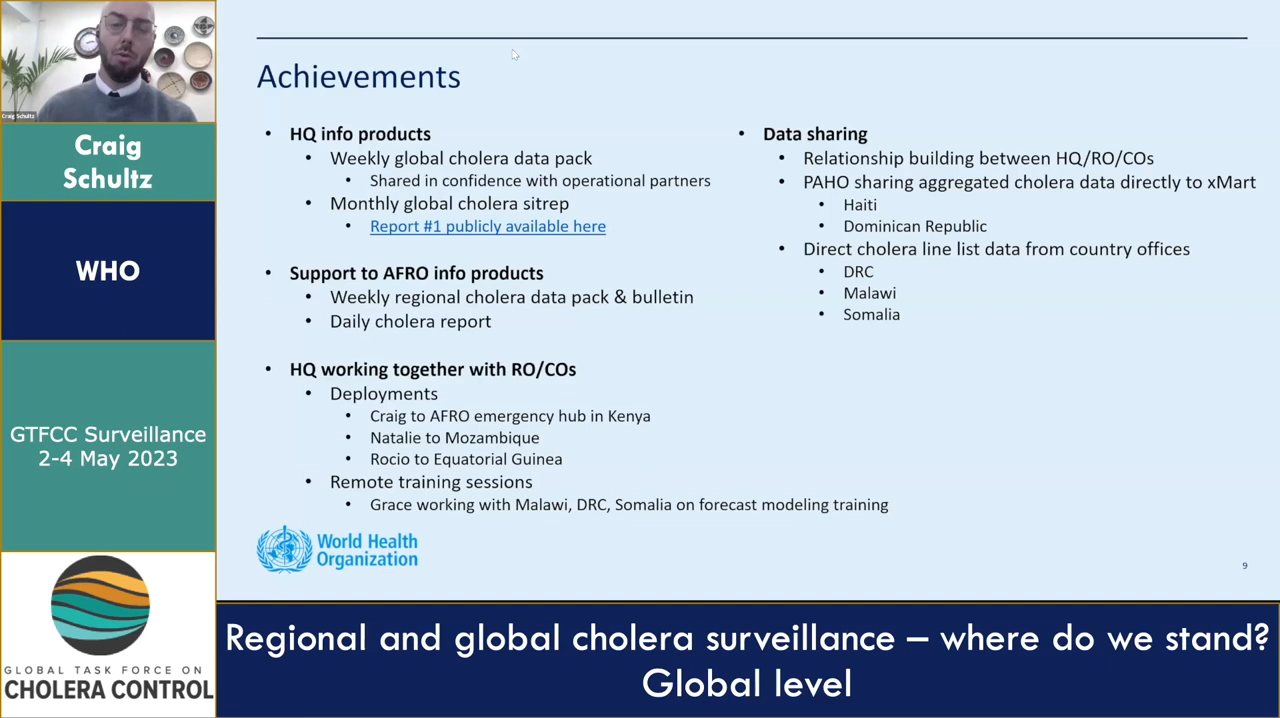 Craig Schultz
Craig
Schultz
WHO
GTFCC Surveillance
2-4 May 2023
GLOBAL TASK FORCE ON
CHOLERA CONTROL
Achievements
• HQ info products
• Weekly global cholera data pack
• Shared in confidence with operational partners
• Monthly global cholera sitrep
• Report #1 publicly available here
• Support to AFRO info products
• Weekly regional cholera data pack & bulletin
• Daily cholera report
• HQ working together with RO/COs
• Deployments
• Craig to AFRO emergency hub in Kenya
• Natalie to Mozambique
• Rocio to Equatorial Guinea
• Remote training sessions
• Grace working with Malawi, DRC, Somalia on forecast modeling training
• Data sharing
• Relationship building between HQ/RO/COs
• PAHO sharing aggregated cholera data directly to xMart
• Haiti
• Dominican Republic
• Direct cholera line list data from country offices
• DRC
• Malawi
• Somalia
World Health
Organization
9
Regional and global cholera surveillance – where do we stand?
Global level